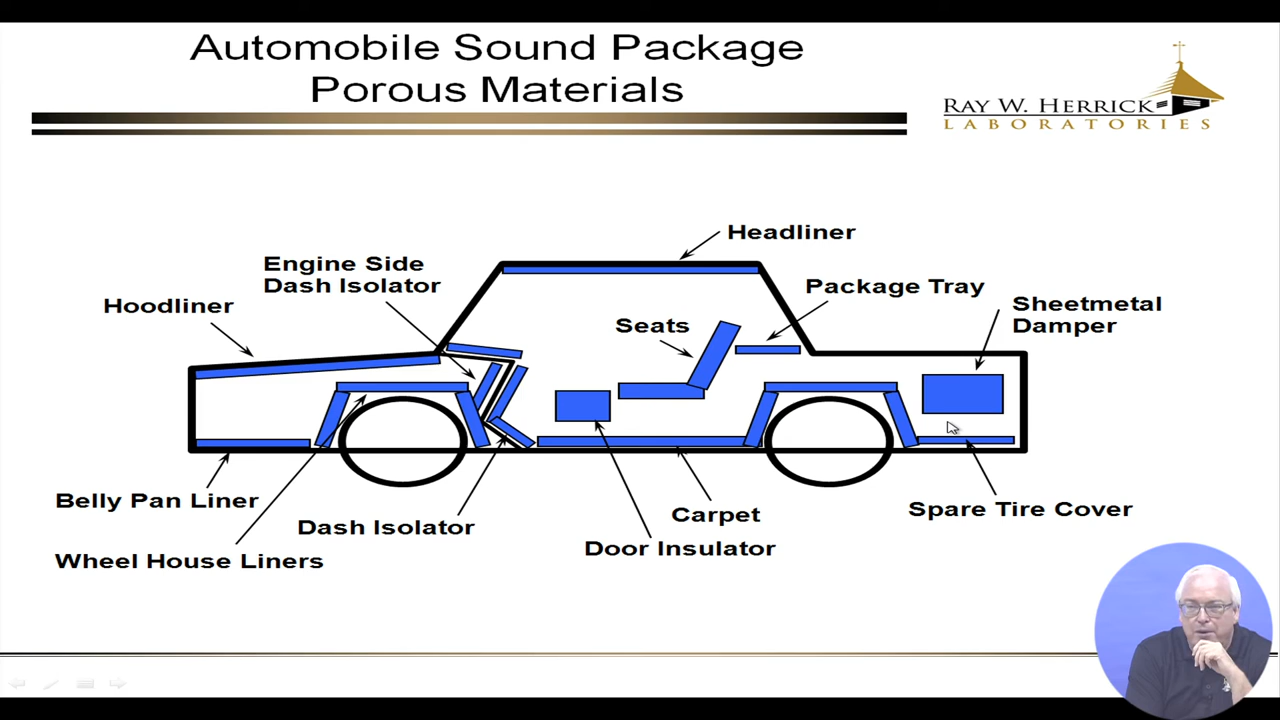 Automobile Sound Package
Porous Materials
RAY W. HERRICK
LABORATORIES
Headliner
Engine Side
Dash Isolator
Package Tray
Hoodliner
Sheetmetal
Damper
Seats
Belly Pan Liner
Dash Isolator
Carpet
Spare Tire Cover
Door Insulator
Wheel House Liners